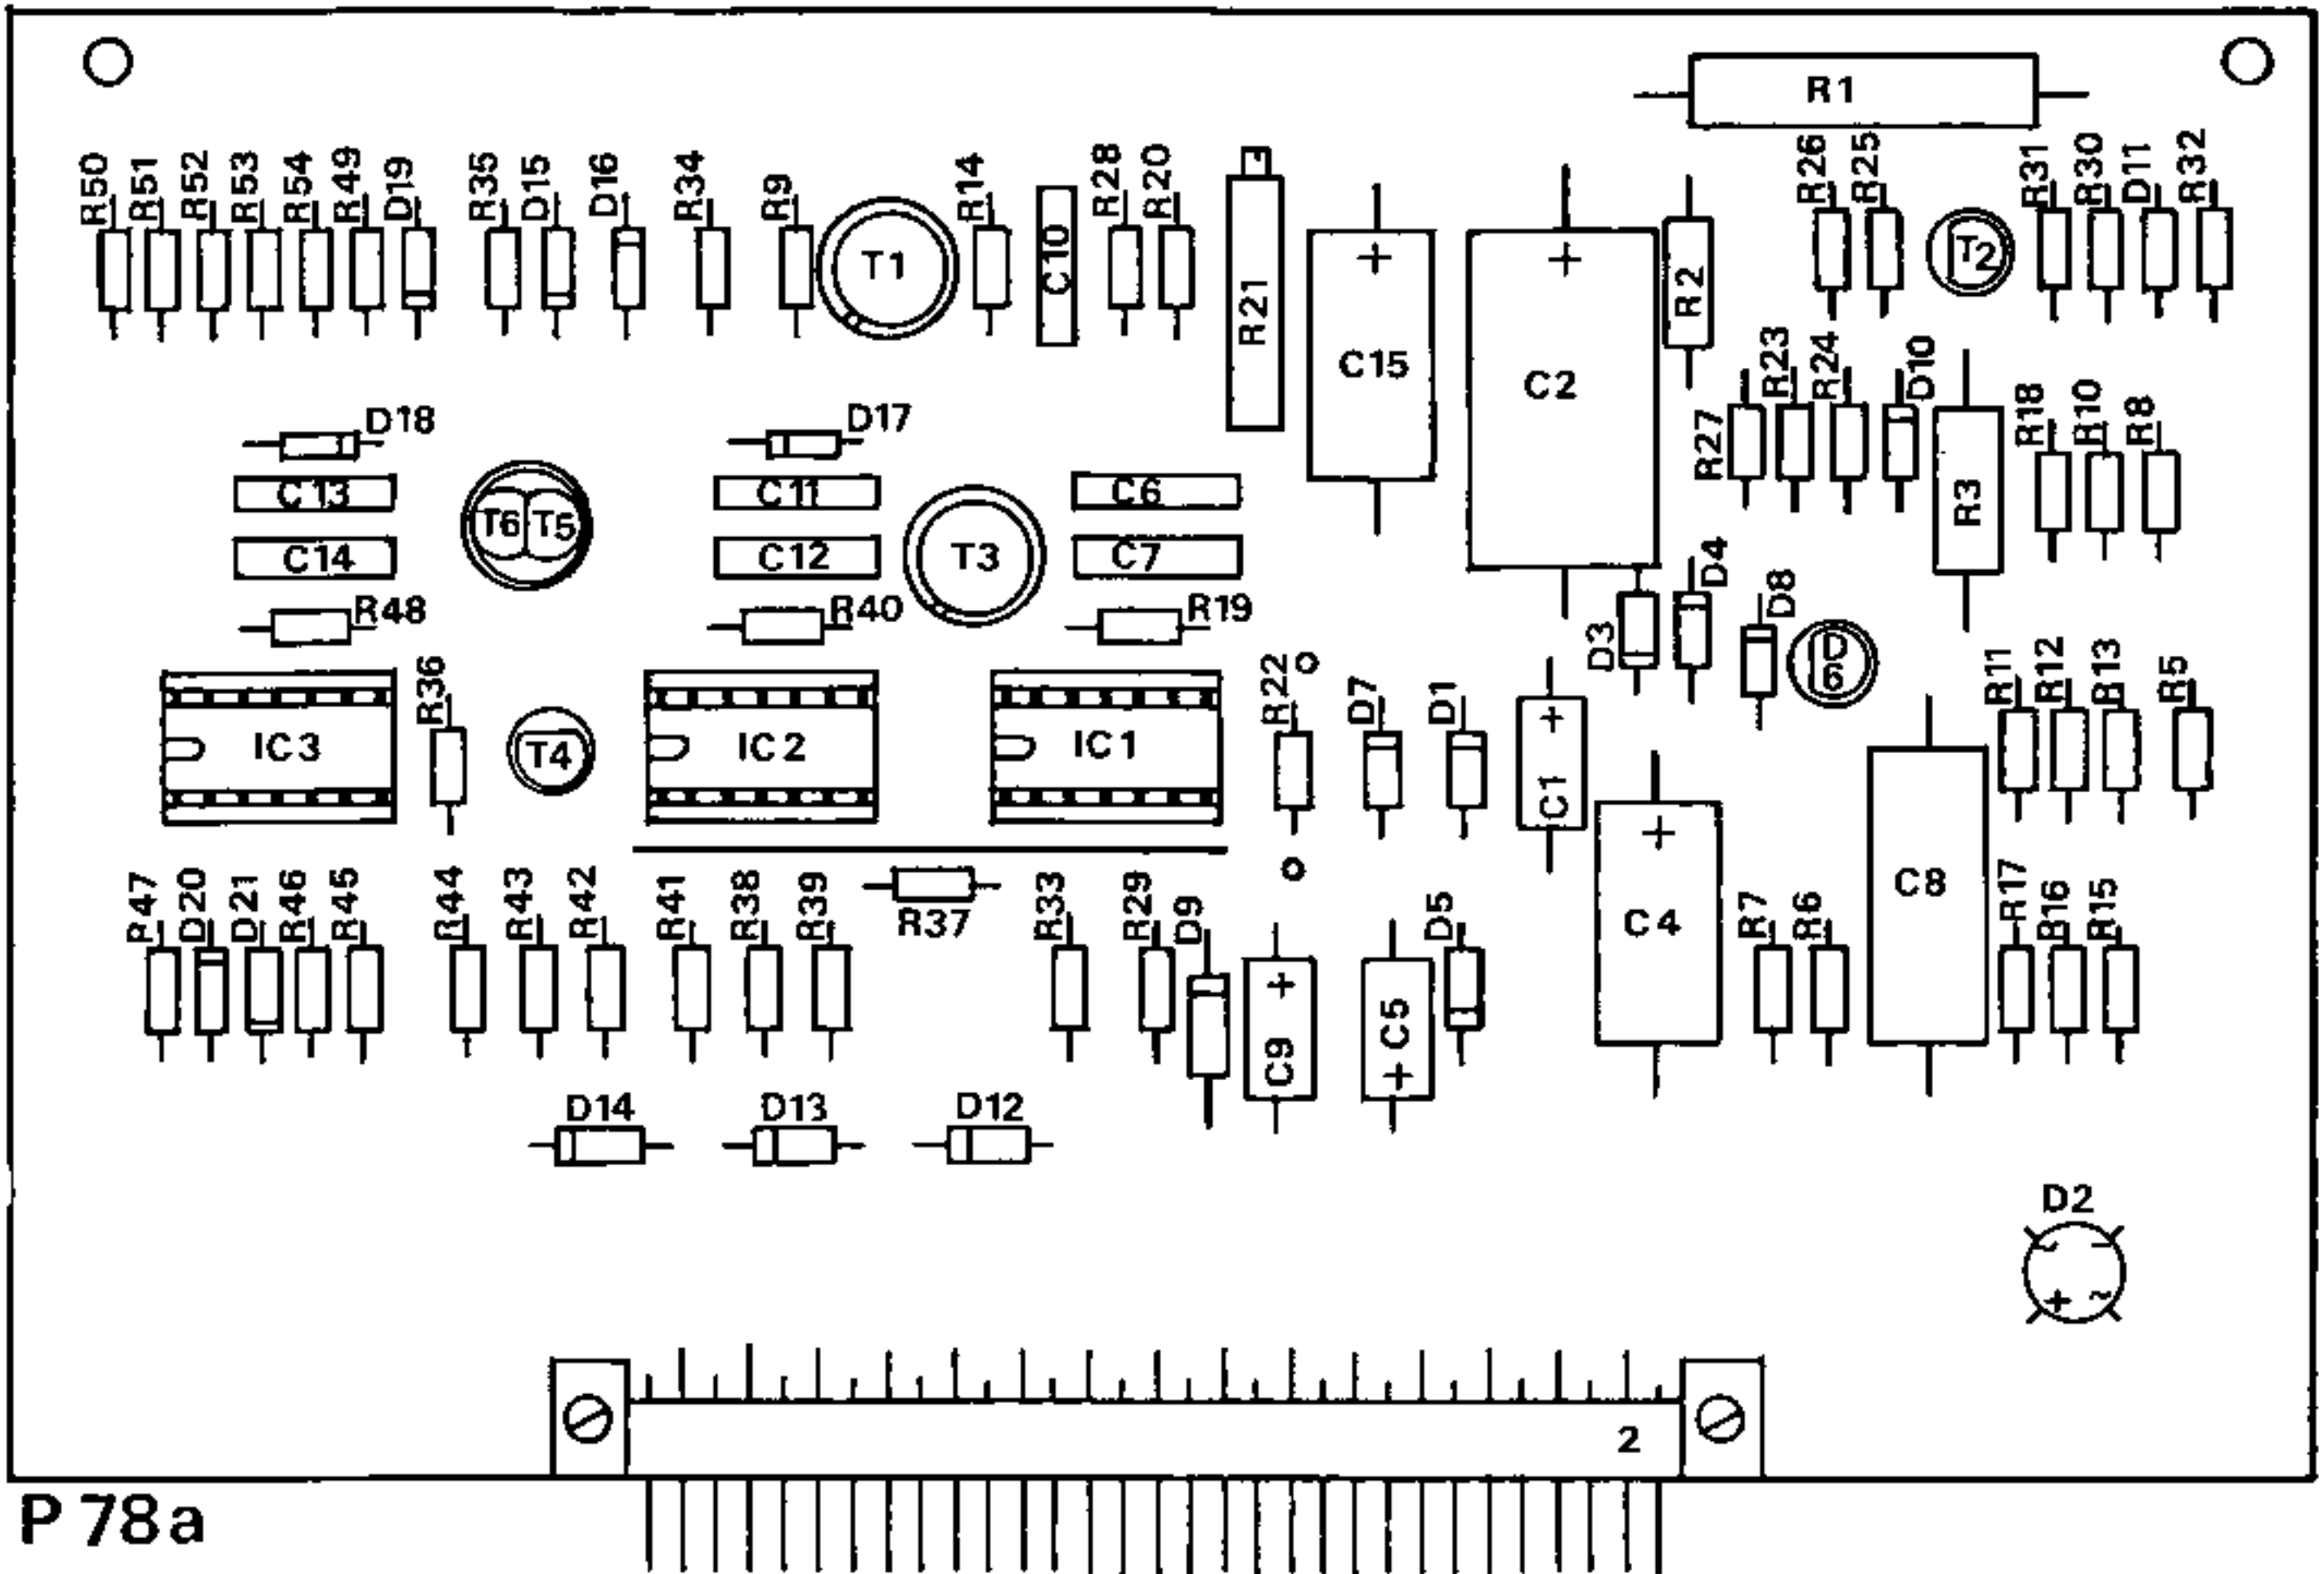 R1
R50 R51 R52 R53 R54 R49 D19 R35 D15 D16 R34 R9 T1 R14 C10 R28 R20 R21 C15 C2 R2 R26 R25 T2 R31 R30 D11 R32
R27 R23 R24 D10 R3 R18 R10 R8
D18 D17
C13 T6 T5 C11 C6
C14 C12 T3 C7
R48 R40 R19 D3 D4 D8 D6
IC3 R36 T4 IC2 IC1 R22 D7 D1 C1 R11 R12 R13 R5
R47 D20 D21 R46 R45 R44 R43 R42 R41 R38 R39 R37 R33 R29 D9 C9 C5 D5 C4 R7 R6 C8 R17 R16 R15
+ + + + + +
D14 D13 D12
D2
~ –
+ ~
2
P 78a